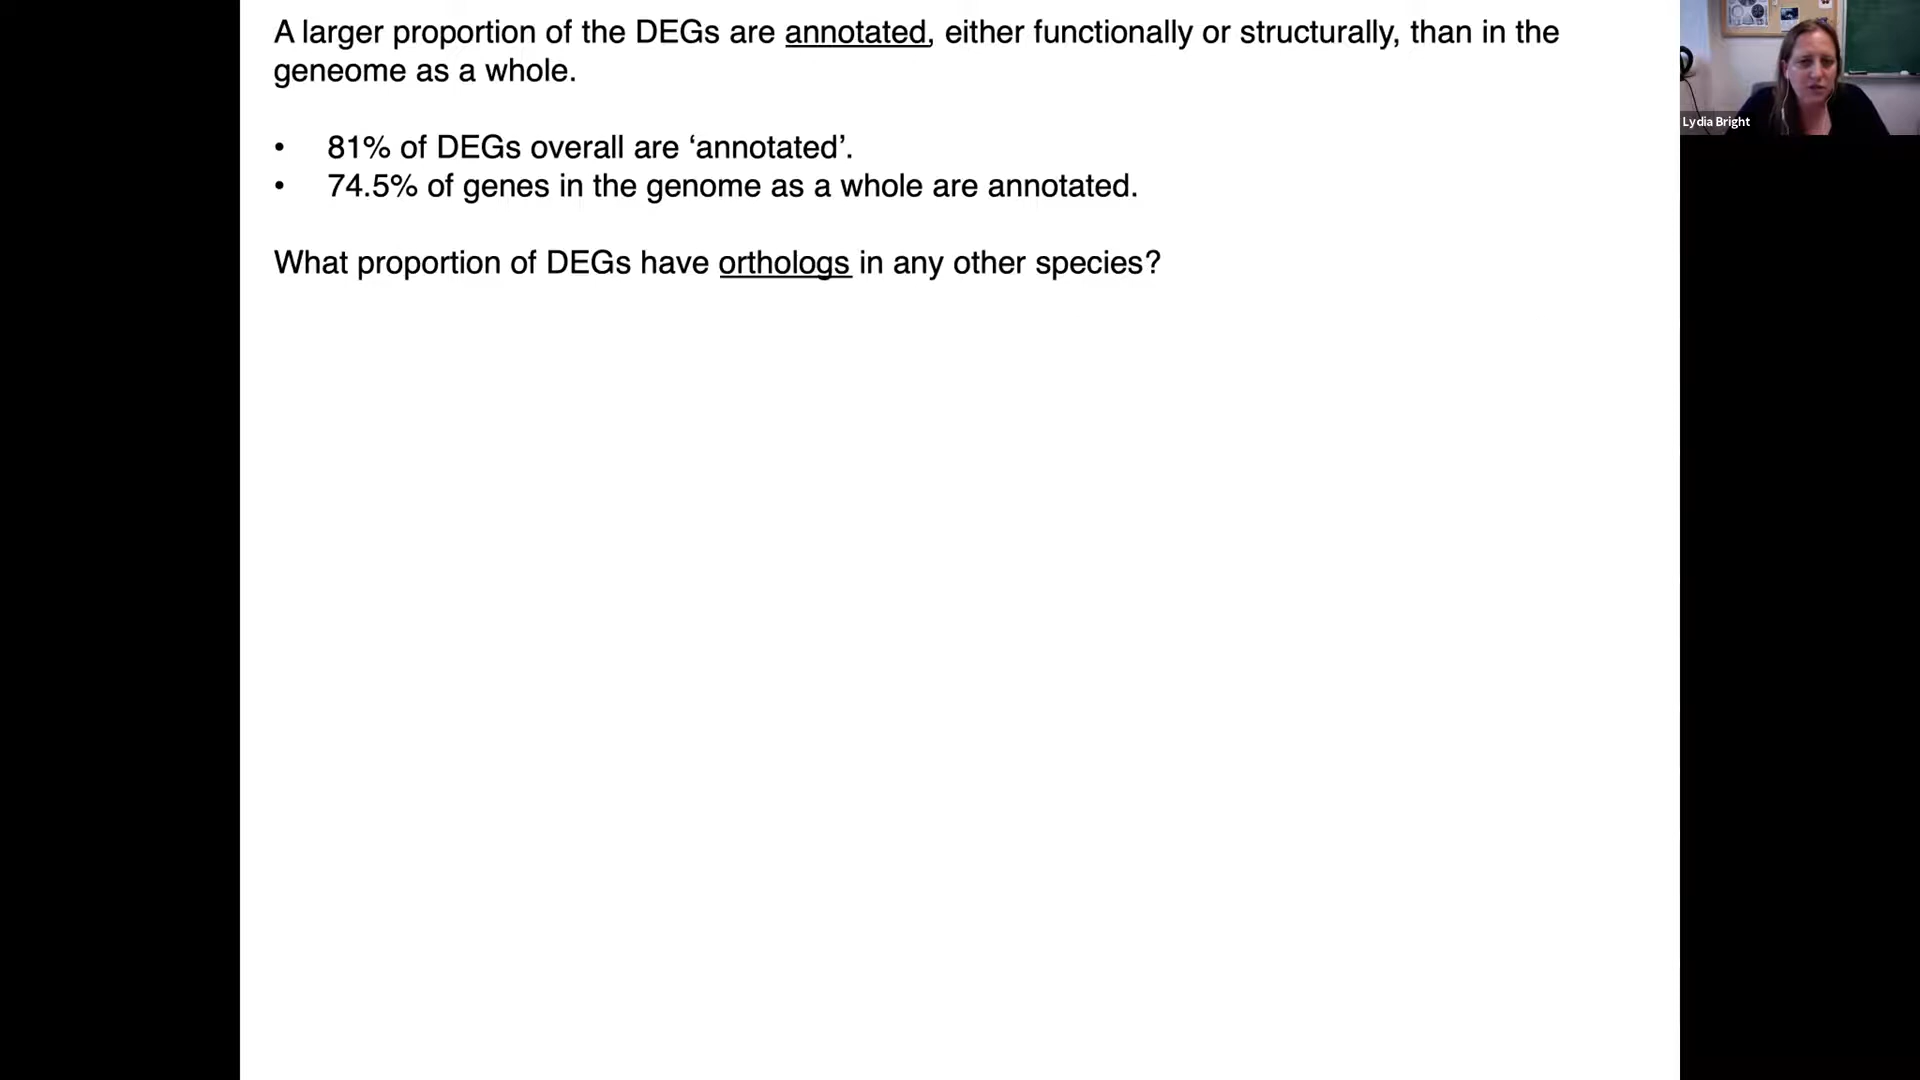 A larger proportion of the DEGs are annotated, either functionally or structurally, than in the
geneome as a whole.
• 81% of DEGs overall are ‘annotated’.
• 74.5% of genes in the genome as a whole are annotated.
What proportion of DEGs have orthologs in any other species?
Lydia Bright